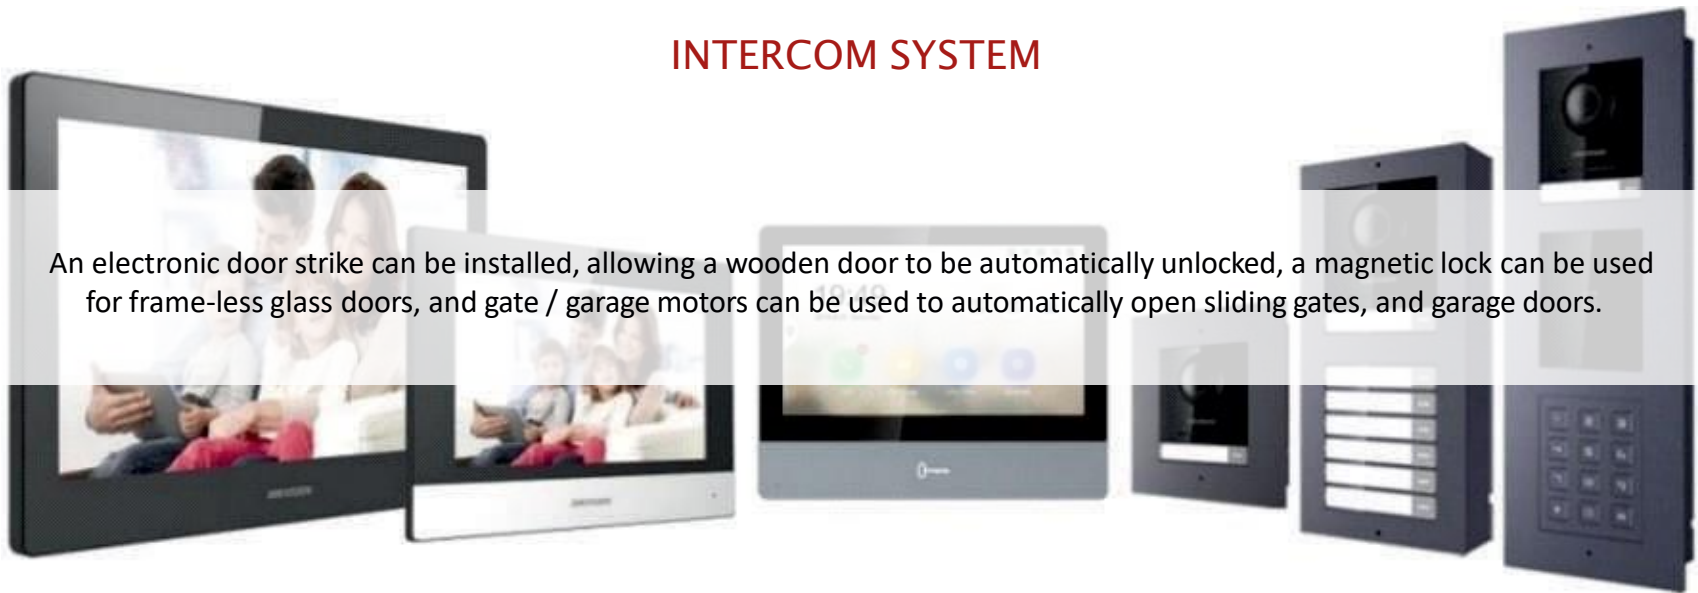 INTERCOM SYSTEM
An electronic door strike can be installed, allowing a wooden door to be automatically unlocked, a magnetic lock can be used
for frame-less glass doors, and gate / garage motors can be used to automatically open sliding gates, and garage doors.
19:49